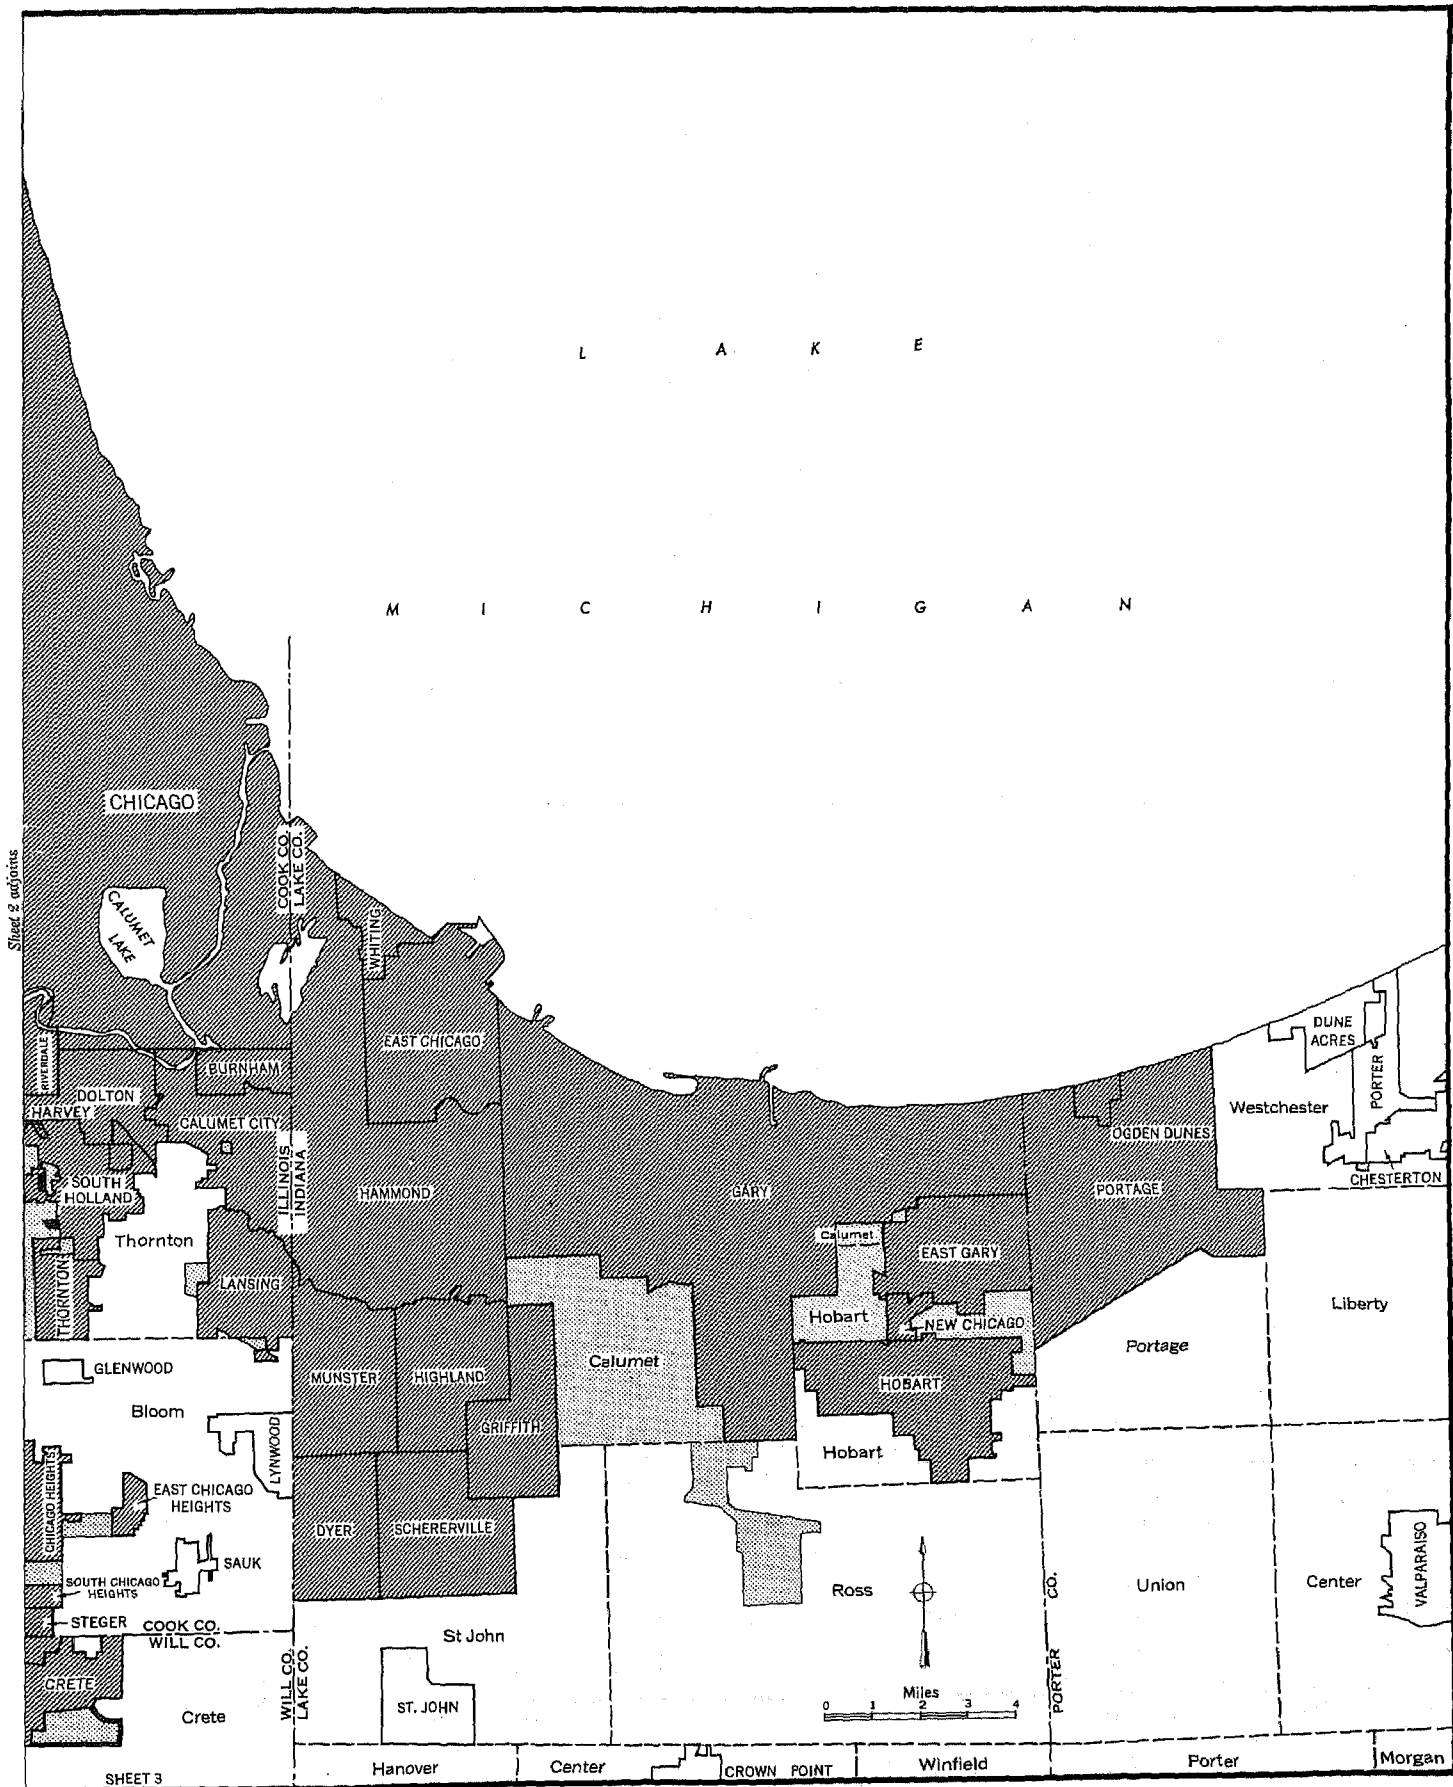 L A K E
M I C H I G A N
CHICAGO
COOK CO.
LAKE CO.
Sheet 2 adjoins
CALUMET
LAKE
WHITING
EAST CHICAGO
RIVERDALE
BURNHAM
DOLTON
HARVEY
CALUMET CITY
DUNE
ACRES
PORTER
Westchester
OGDEN DUNES
CHESTERTON
SOUTH
HOLLAND
ILLINOIS
INDIANA
HAMMOND
GARY
PORTAGE
Thornton
Calumet
EAST GARY
THORNTON
LANSING
Hobart
NEW CHICAGO
Liberty
Portage
GLENWOOD
MUNSTER
HIGHLAND
Calumet
HOBART
Bloom
LYNWOOD
GRIFFITH
Hobart
CHICAGO HEIGHTS
EAST CHICAGO
HEIGHTS
DYER
SCHERERVILLE
SAUK
SOUTH CHICAGO
HEIGHTS
Ross
CO.
PORTER
Union
Center
VALPARAISO
STEGER
COOK CO.
WILL CO.
St John
CRETE
Crete
WILL CO.
LAKE CO.
ST. JOHN
Miles
0 1 2 3 4
SHEET 3
Hanover
Center
CROWN POINT
Winfield
Porter
Morgan